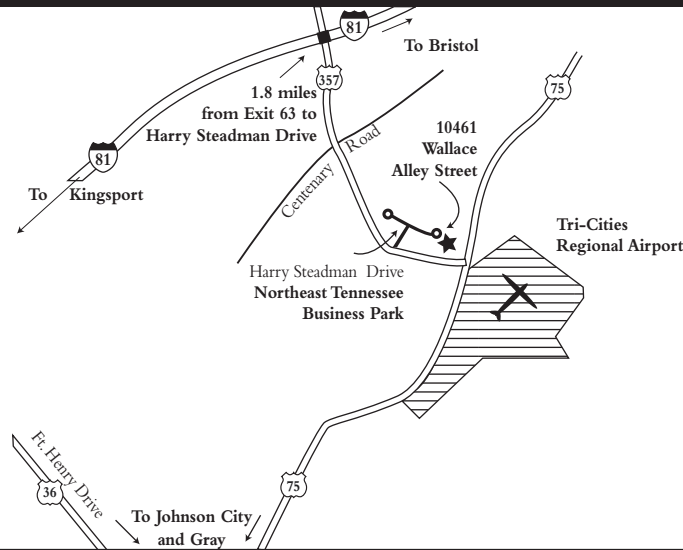 81
To Bristol
357
75
1.8 miles
from Exit 63 to
Harry Steadman Drive
10461
Wallace
Alley Street
Centenary Road
81
To Kingsport
Tri-Cities
Regional Airport
Harry Steadman Drive
Northeast Tennessee
Business Park
Ft. Henry Drive
36
75
To Johnson City
and Gray